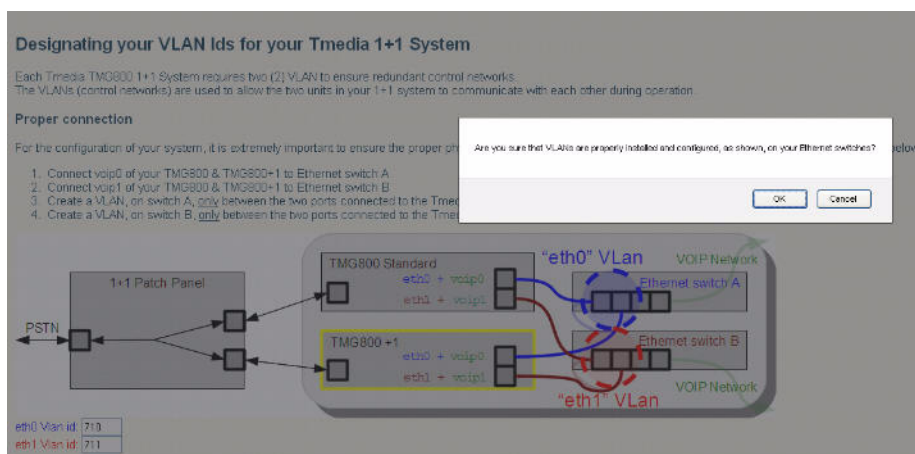 Designating your VLAN Ids for your Tmedia 1+1 System
Each Tmedia TMG800 1+1 System requires two (2) VLAN to ensure redundant control networks.
The VLANs (control networks) are used to allow the two units in your 1+1 system to communicate with each other during operation.
Proper connection
For the configuration of your system, it is extremely important to ensure the proper ph
below
Are you sure that VLANs are properly installed and configured, as shown, on your Ethernet switches?
OK
Cancel
1. Connect voip0 of your TMG800 & TMG800+1 to Ethernet switch A
2. Connect voip1 of your TMG800 & TMG800+1 to Ethernet switch B
3. Create a VLAN, on switch A, only between the two ports connected to the Tmed
4. Create a VLAN, on switch B, only between the two ports connected to the Tmed
1+1 Patch Panel
PSTN
TMG800 Standard
eth0 + voip0
eth1 + voip1
TMG800 +1
eth0 + voip0
eth1 + voip1
"eth0" VLan
VOIP Network
Ethernet switch A
Ethernet switch B
VOIP Network
"eth1" VLan
eth0 Vlan id: 710
eth1 Vlan id: 711